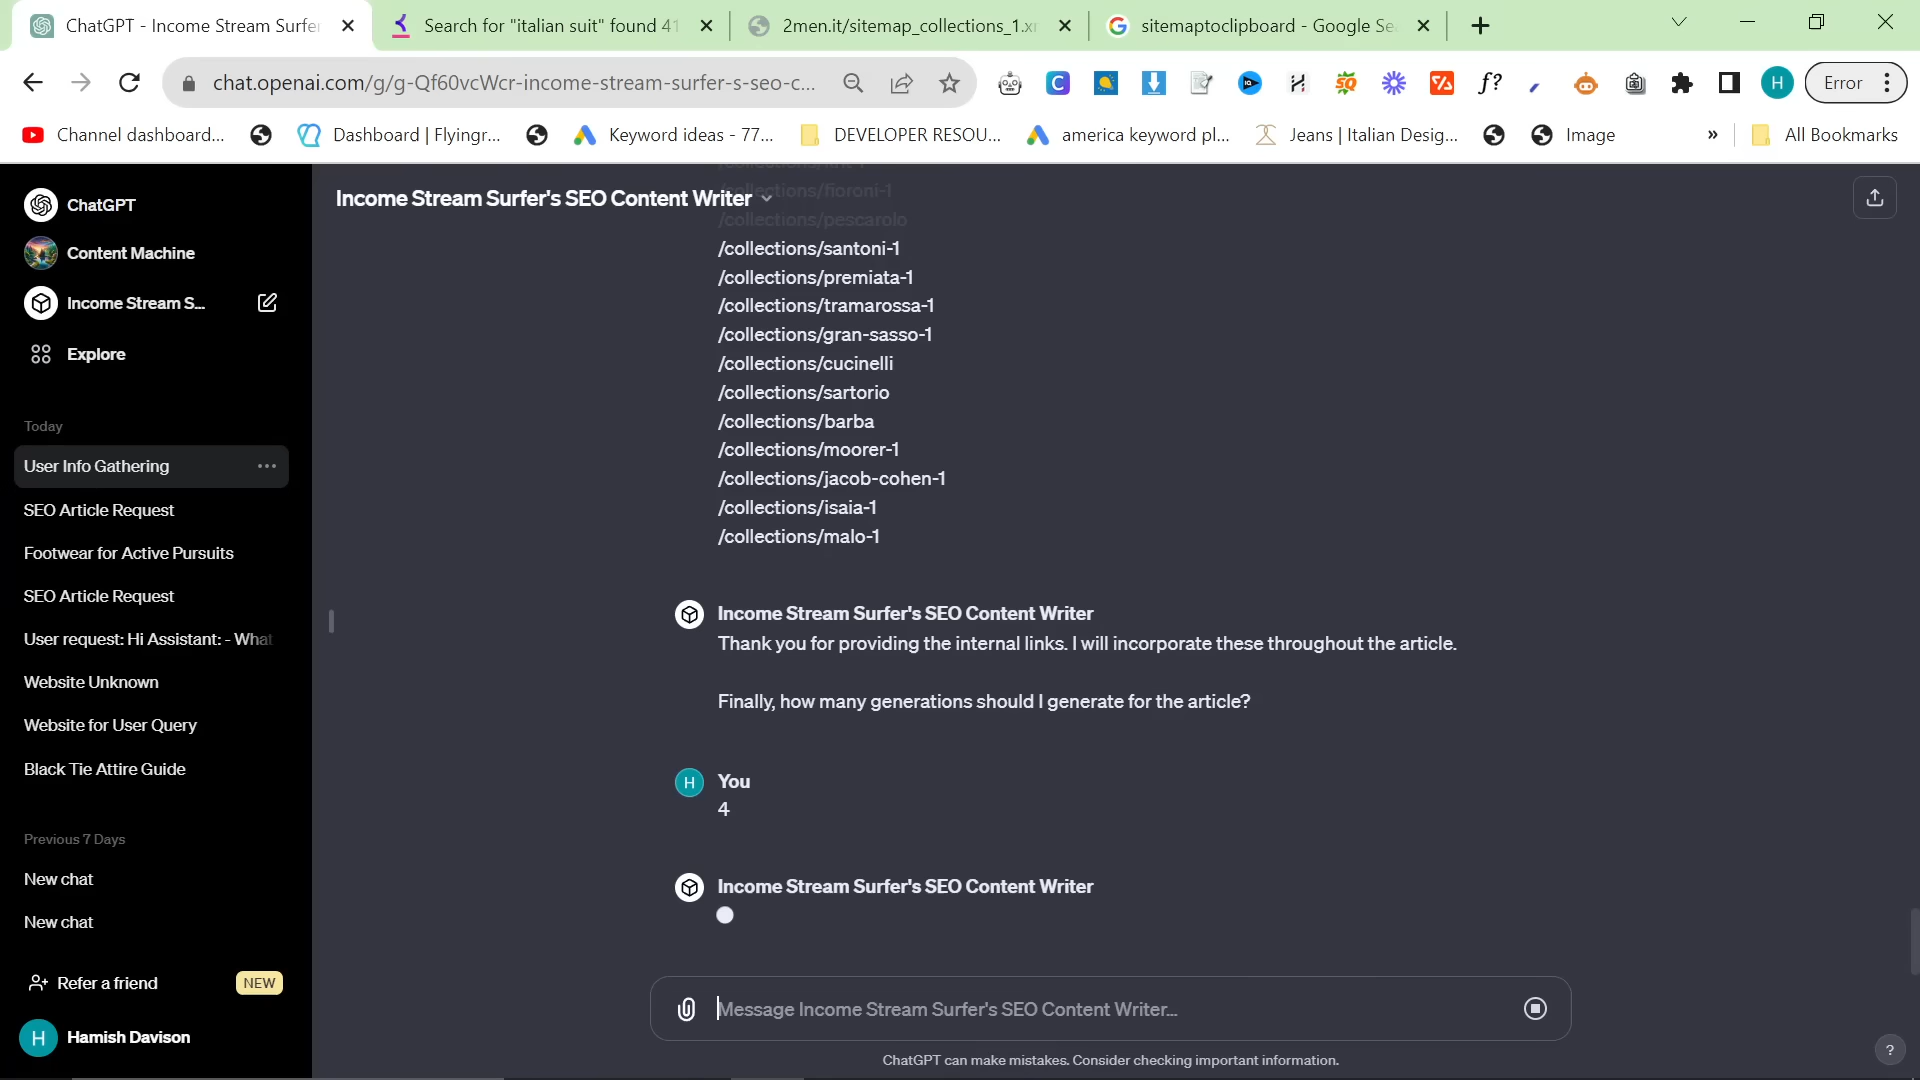 ChatGPT - Income Stream Surfer
Search for "italian suit" found 41
2men.it/sitemap_collections_1.xm
sitemaptoclipboard - Google Se
chat.openai.com/g/g-Qf60vcWcr-income-stream-surfer-s-seo-c...
Error
Channel dashboard...
Dashboard | Flyingr...
Keyword ideas - 77...
DEVELOPER RESOU...
america keyword pl...
Jeans | Italian Desig...
Image
»
All Bookmarks
ChatGPT
Content Machine
Income Stream S...
Explore
Today
User Info Gathering
SEO Article Request
Footwear for Active Pursuits
SEO Article Request
User request: Hi Assistant: - What
Website Unknown
Website for User Query
Black Tie Attire Guide
Previous 7 Days
New chat
New chat
Refer a friend
NEW
H
Hamish Davison
Income Stream Surfer's SEO Content Writer
/collections/fioroni-1
/collections/pescarolo
/collections/santoni-1
/collections/premiata-1
/collections/tramarossa-1
/collections/gran-sasso-1
/collections/cucinelli
/collections/sartorio
/collections/barba
/collections/moorer-1
/collections/jacob-cohen-1
/collections/isaia-1
/collections/malo-1
Income Stream Surfer's SEO Content Writer
Thank you for providing the internal links. I will incorporate these throughout the article.
Finally, how many generations should I generate for the article?
H
You
4
Income Stream Surfer's SEO Content Writer
Message Income Stream Surfer's SEO Content Writer...
ChatGPT can make mistakes. Consider checking important information.
?